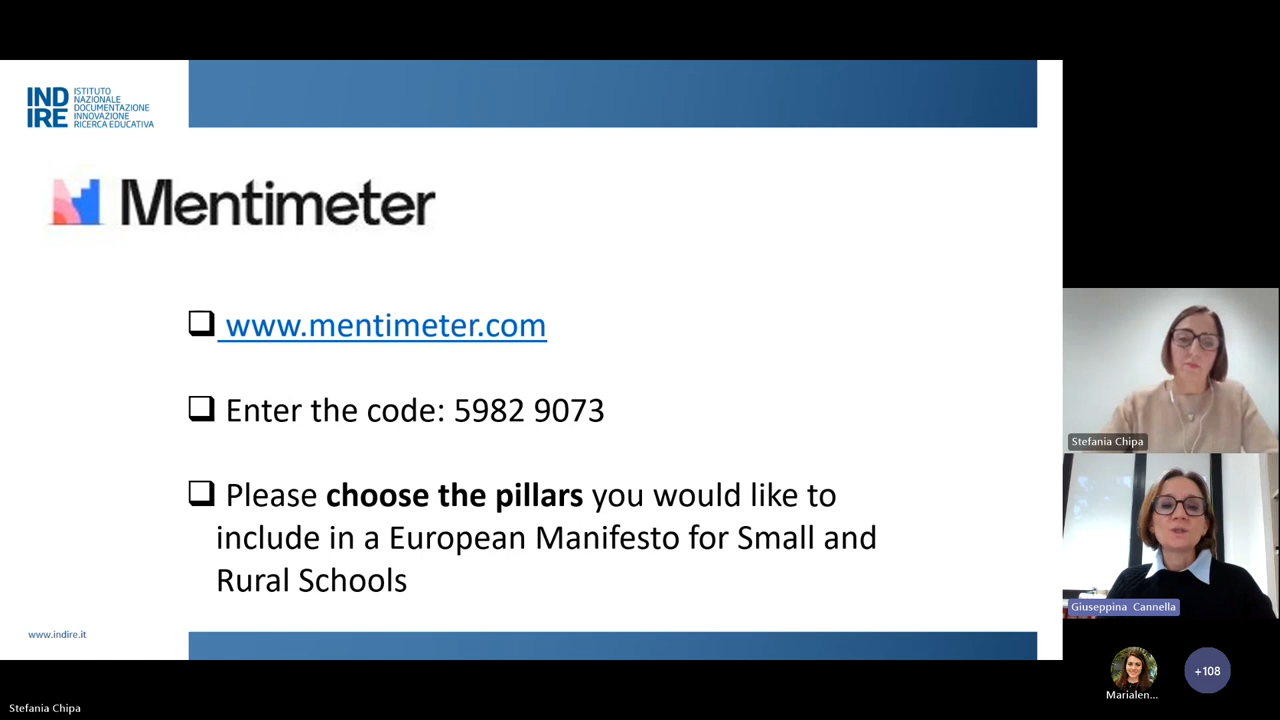 IND
IRE
ISTITUTO
NAZIONALE
DOCUMENTAZIONE
INNOVAZIONE
RICERCA EDUCATIVA
Mentimeter
www.mentimeter.com
Enter the code: 5982 9073
Please choose the pillars you would like to
include in a European Manifesto for Small and
Rural Schools
www.indire.it
Stefania Chipa
Giuseppina Cannella
Marialen...
+108
Stefania Chipa